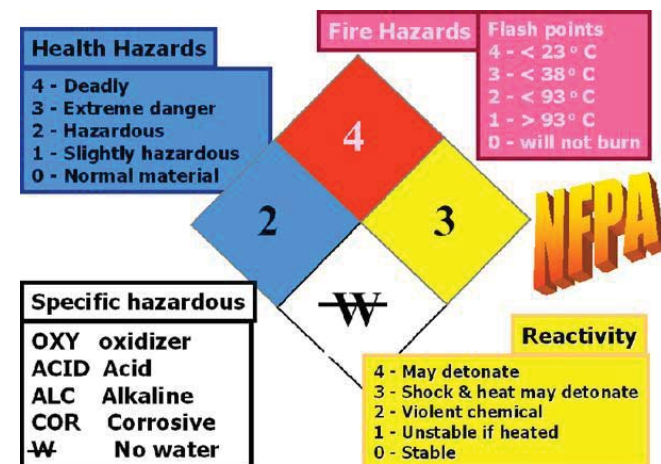 Health Hazards
4 - Deadly
3 - Extreme danger
2 - Hazardous
1 - Slightly hazardous
0 - Normal material
Fire Hazards
Flash points
4 - < 23° C
3 - < 38° C
2 - < 93° C
1 - > 93° C
0 - will not burn
4
2
3
W
NFPA
Specific hazardous
OXY oxidizer
ACID Acid
ALC Alkaline
COR Corrosive
W No water
Reactivity
4 - May detonate
3 - Shock & heat may detonate
2 - Violent chemical
1 - Unstable if heated
0 - Stable